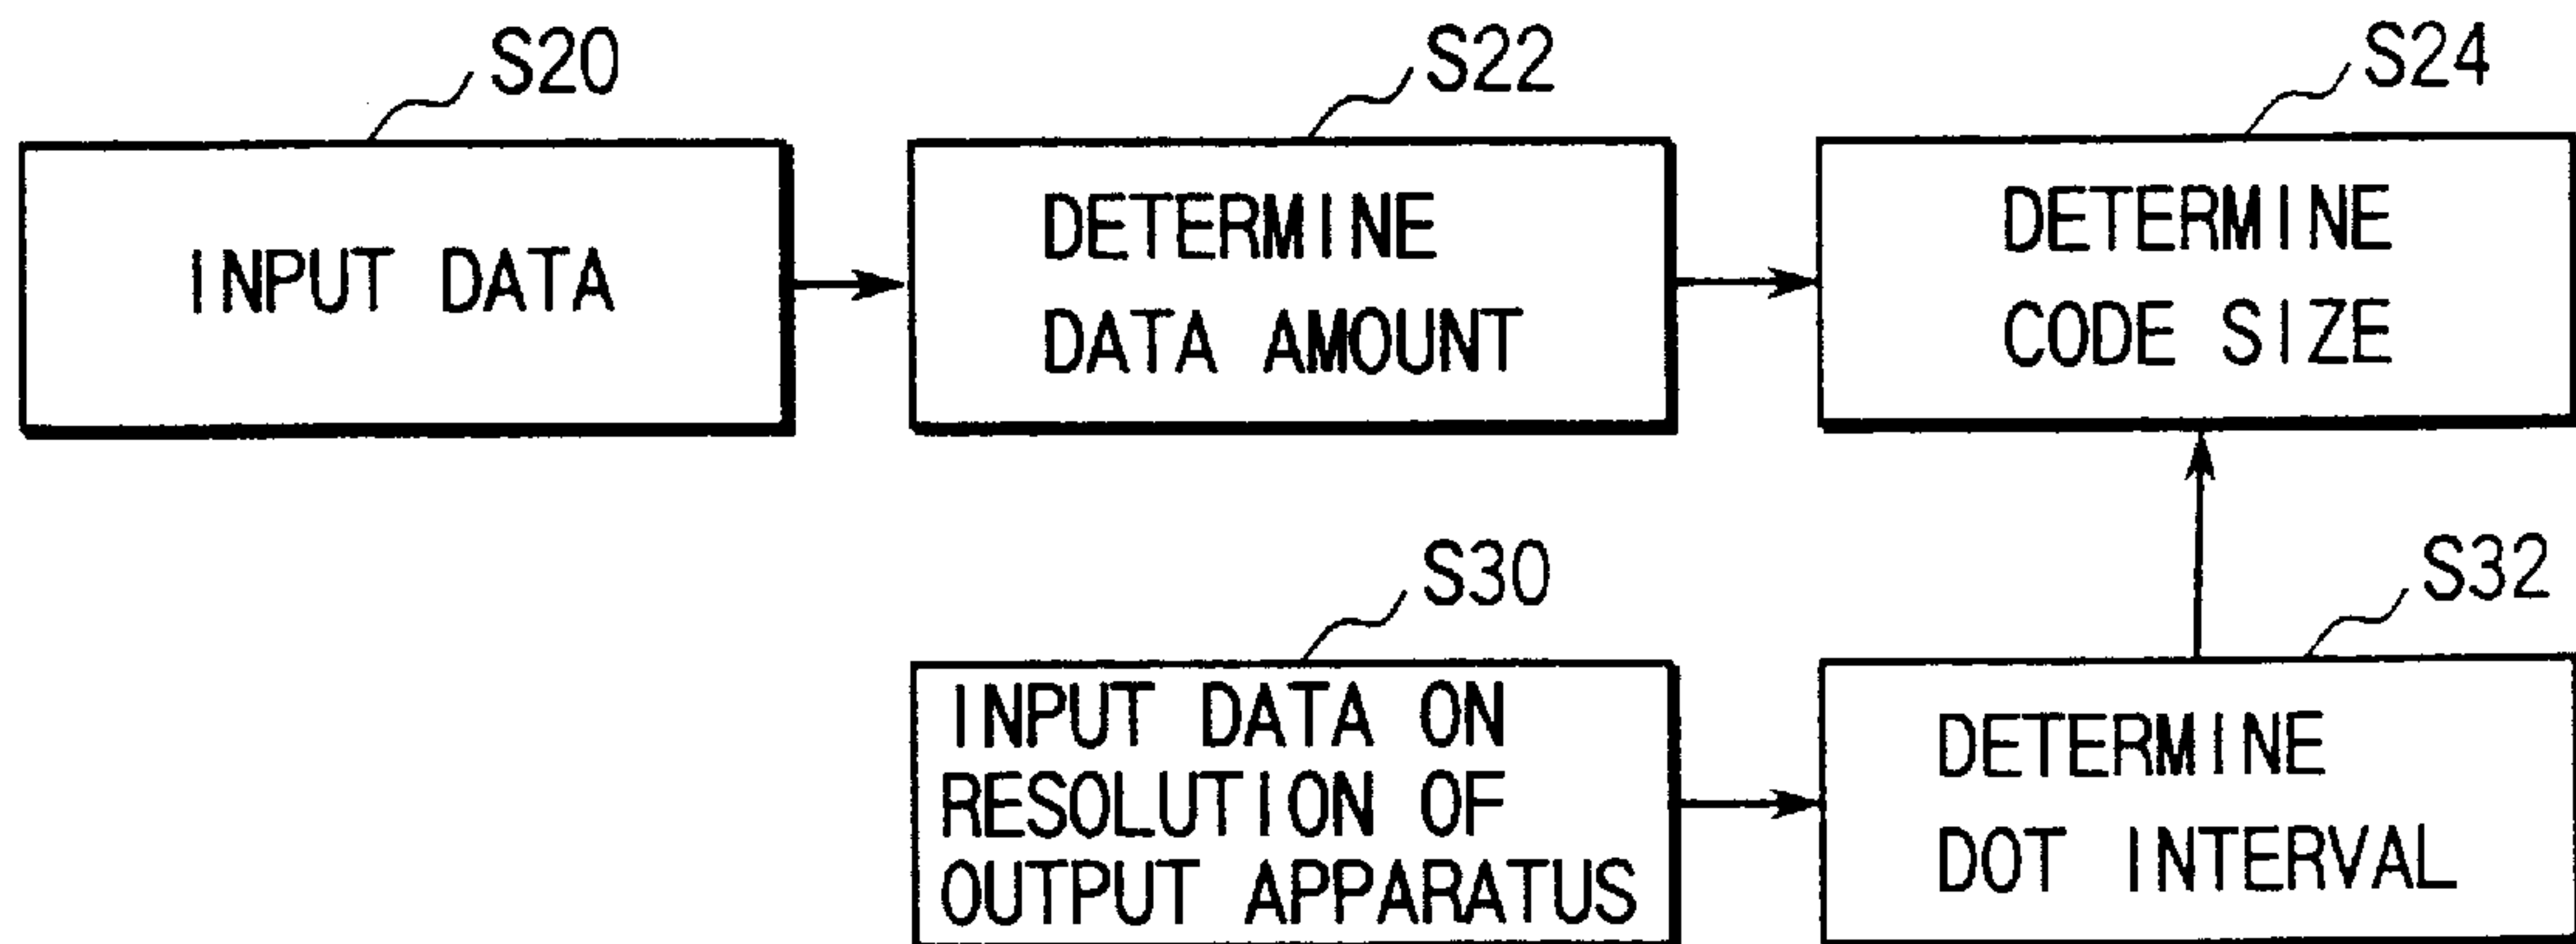 S20
S22
S24
INPUT DATA
DETERMINE
DATA AMOUNT
DETERMINE
CODE SIZE
S30
S32
INPUT DATA ON
RESOLUTION OF
OUTPUT APPARATUS
DETERMINE
DOT INTERVAL